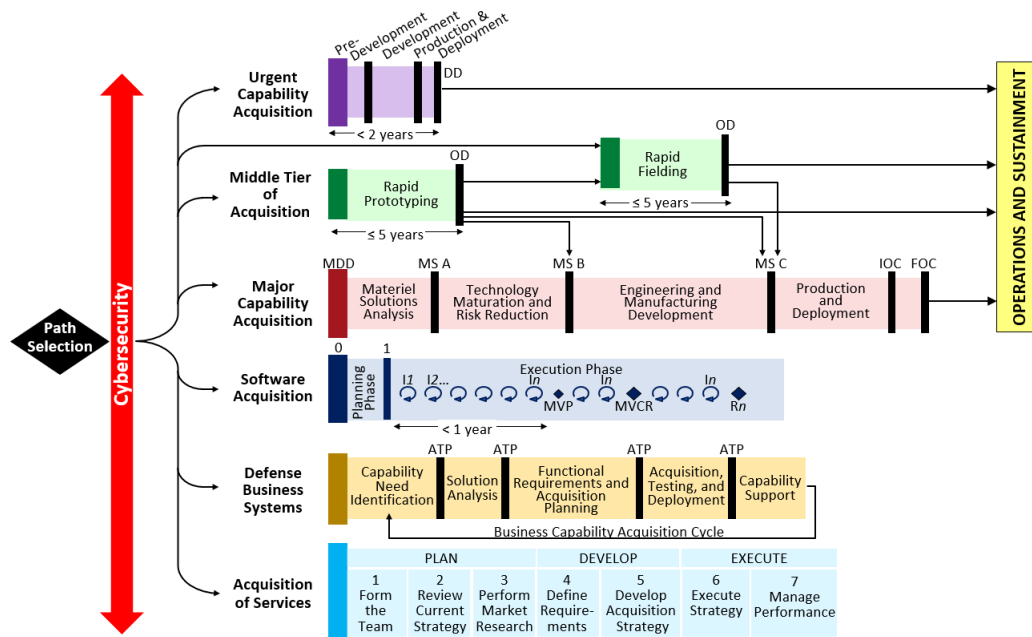 Pre-
Development
Development
Production &
Deployment
Urgent
Capability
Acquisition
DD
< 2 years
OD
Rapid
Fielding
≤ 5 years
OD
Middle Tier
of
Acquisition
Rapid
Prototyping
≤ 5 years
MDD
MS A
MS B
MS C
IOC
FOC
Major
Capability
Acquisition
Materiel
Solutions
Analysis
Technology
Maturation and
Risk Reduction
Engineering and
Manufacturing
Development
Production
and
Deployment
OPERATIONS AND SUSTAINMENT
Path
Selection
Cybersecurity
0
1
Software
Acquisition
Planning
Phase
Execution Phase
I1
I2...
In
In
In
MVP
MVCR
Rn
< 1 year
ATP
ATP
ATP
ATP
Defense
Business
Systems
Capability
Need
Identification
Solution
Analysis
Functional
Requirements and
Acquisition
Planning
Acquisition,
Testing, and
Deployment
Capability
Support
Business Capability Acquisition Cycle
Acquisition
of Services
PLAN
DEVELOP
EXECUTE
1
Form
the
Team
2
Review
Current
Strategy
3
Perform
Market
Research
4
Define
Require-
ments
5
Develop
Acquisition
Strategy
6
Execute
Strategy
7
Manage
Performance